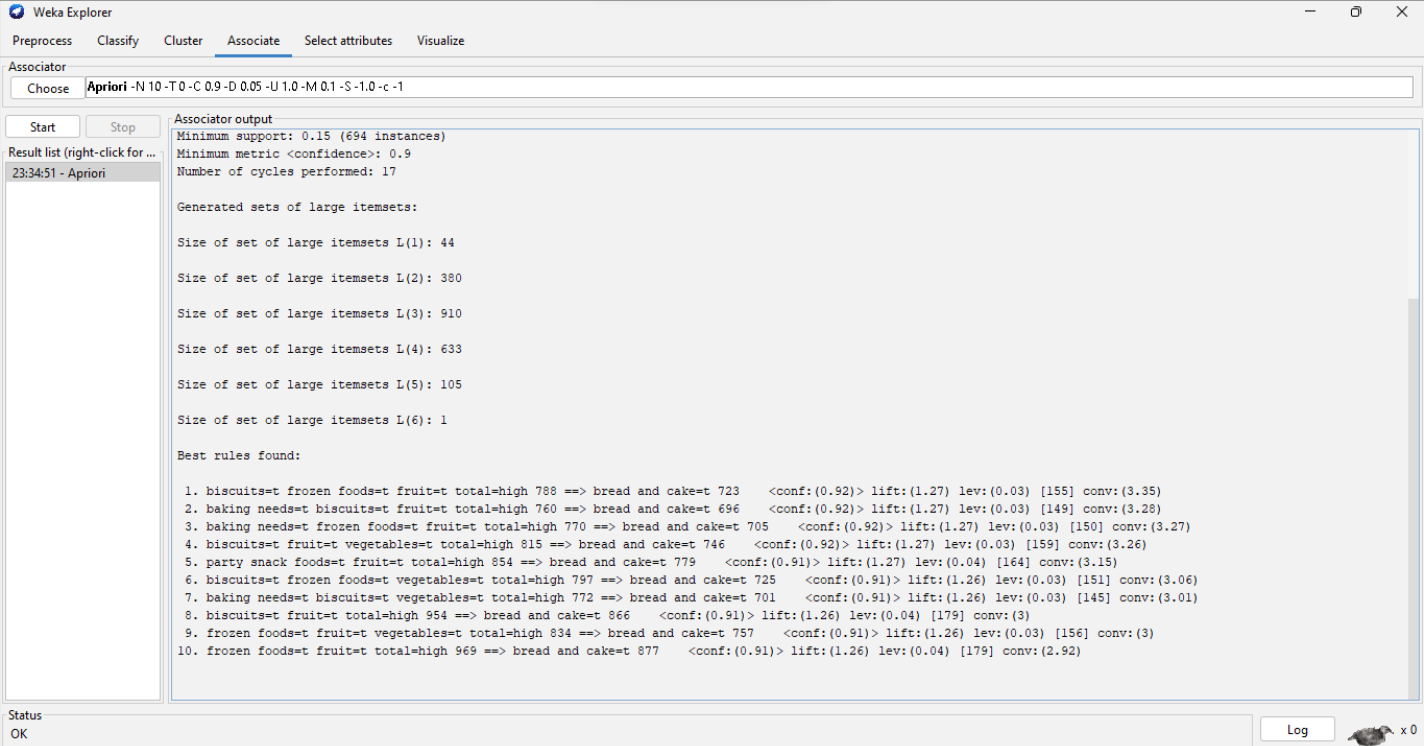 Weka Explorer
Preprocess Classify Cluster Associate Select attributes Visualize
Associator
Choose Apriori -N 10 -T 0 -C 0.9 -D 0.05 -U 1.0 -M 0.1 -S -1.0 -c -1
Start Stop
Result list (right-click for ...
23:34:51 - Apriori
Associator output
Minimum support: 0.15 (694 instances)
Minimum metric <confidence>: 0.9
Number of cycles performed: 17
Generated sets of large itemsets:
Size of set of large itemsets L(1): 44
Size of set of large itemsets L(2): 380
Size of set of large itemsets L(3): 910
Size of set of large itemsets L(4): 633
Size of set of large itemsets L(5): 105
Size of set of large itemsets L(6): 1
Best rules found:
1. biscuits=t frozen foods=t fruit=t total=high 788 ==> bread and cake=t 723 <conf:(0.92)> lift:(1.27) lev:(0.03) [155] conv:(3.35)
2. baking needs=t biscuits=t fruit=t total=high 760 ==> bread and cake=t 696 <conf:(0.92)> lift:(1.27) lev:(0.03) [149] conv:(3.28)
3. baking needs=t frozen foods=t fruit=t total=high 770 ==> bread and cake=t 705 <conf:(0.92)> lift:(1.27) lev:(0.03) [150] conv:(3.27)
4. biscuits=t fruit=t vegetables=t total=high 815 ==> bread and cake=t 746 <conf:(0.92)> lift:(1.27) lev:(0.03) [159] conv:(3.26)
5. party snack foods=t fruit=t total=high 854 ==> bread and cake=t 779 <conf:(0.91)> lift:(1.27) lev:(0.04) [164] conv:(3.15)
6. biscuits=t frozen foods=t vegetables=t total=high 797 ==> bread and cake=t 725 <conf:(0.91)> lift:(1.26) lev:(0.03) [151] conv:(3.06)
7. baking needs=t biscuits=t vegetables=t total=high 772 ==> bread and cake=t 701 <conf:(0.91)> lift:(1.26) lev:(0.03) [145] conv:(3.01)
8. biscuits=t fruit=t total=high 954 ==> bread and cake=t 866 <conf:(0.91)> lift:(1.26) lev:(0.04) [179] conv:(3)
9. frozen foods=t fruit=t vegetables=t total=high 834 ==> bread and cake=t 757 <conf:(0.91)> lift:(1.26) lev:(0.03) [156] conv:(3)
10. frozen foods=t fruit=t total=high 969 ==> bread and cake=t 877 <conf:(0.91)> lift:(1.26) lev:(0.04) [179] conv:(2.92)
Status
OK
Log
x 0